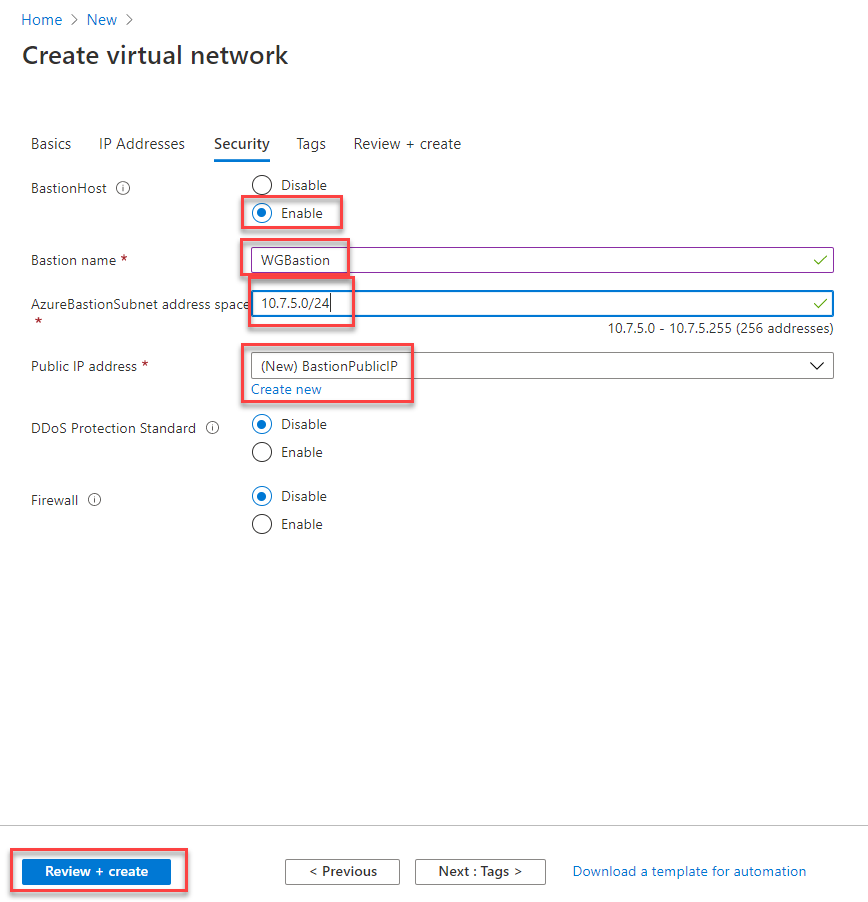 Home > New >
Create virtual network
Basics IP Addresses Security Tags Review + create
BastionHost
Disable
Enable
Bastion name *
WGBastion
AzureBastionSubnet address space
*
10.7.5.0/24
10.7.5.0 - 10.7.5.255 (256 addresses)
Public IP address *
(New) BastionPublicIP
Create new
DDoS Protection Standard
Disable
Enable
Firewall
Disable
Enable
Review + create
< Previous
Next : Tags >
Download a template for automation